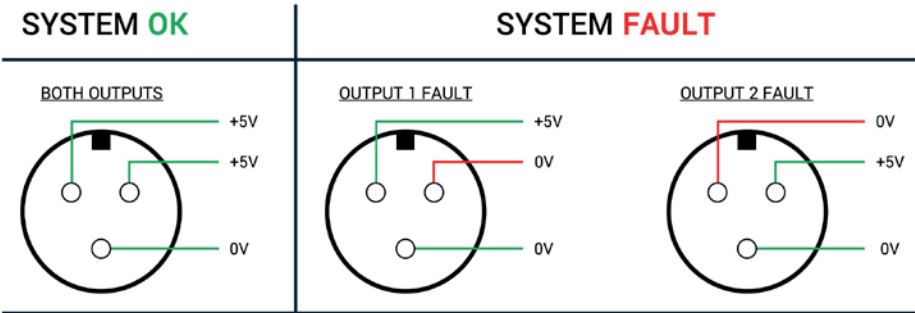 SYSTEM OK
SYSTEM FAULT
BOTH OUTPUTS
+5V
+5V
0V
OUTPUT 1 FAULT
+5V
0V
0V
OUTPUT 2 FAULT
0V
+5V
0V